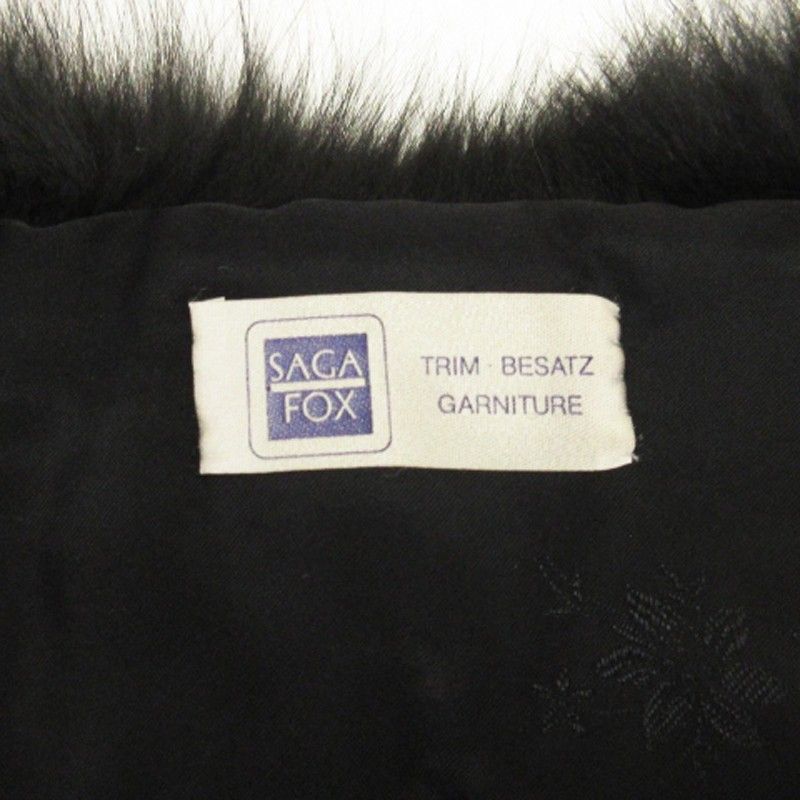 SAGA
FOX
TRIM · BESATZ
GARNITURE